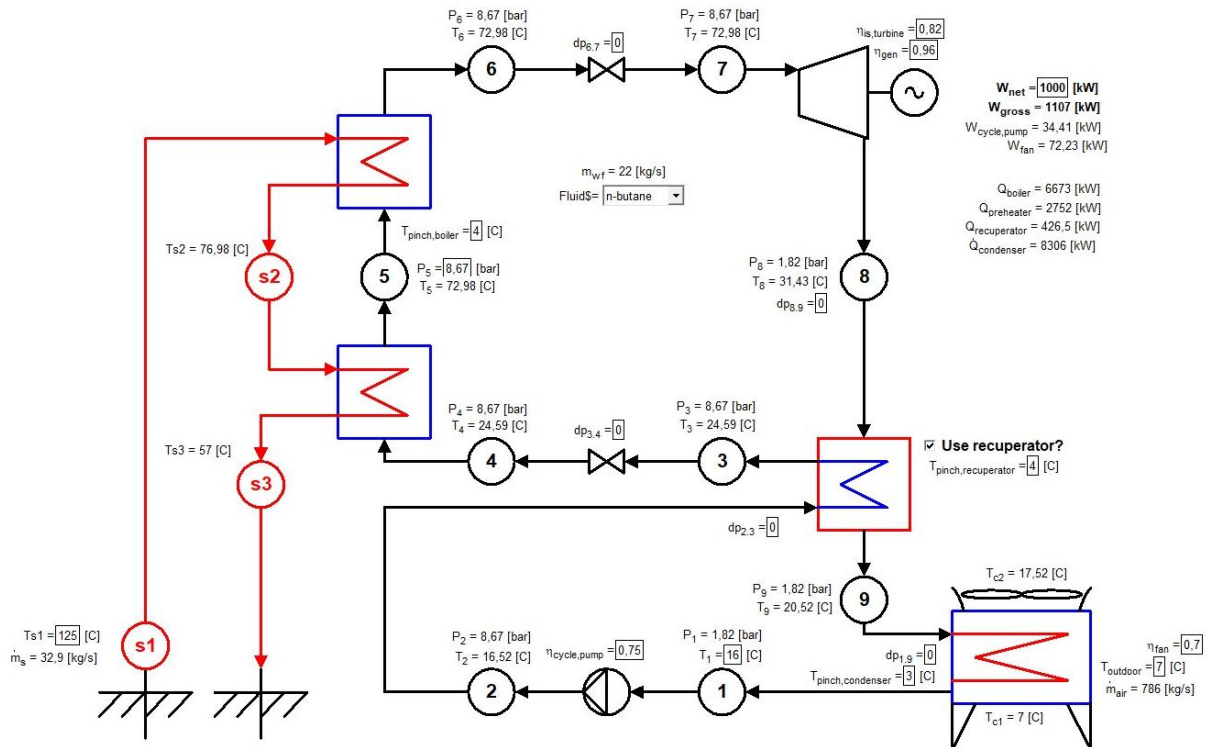 P6 = 8,67 [bar]
T6 = 72,98 [C]
6
dp6.7 = 0
P7 = 8,67 [bar]
T7 = 72,98 [C]
7
ηis,turbine = 0,82
ηgen = 0,96
Wnet = 1000 [kW]
Wgross = 1107 [kW]
Wcycle,pump = 34,41 [kW]
Wfan = 72,23 [kW]
mwf = 22 [kg/s]
Fluid$= n-butane
Qboiler = 6673 [kW]
Qpreheater = 2752 [kW]
Qrecuperator = 426,5 [kW]
Q̇condenser = 8306 [kW]
Tpinch,boiler = 4 [C]
Ts2 = 76,98 [C]
s2
P5 = 8,67 [bar]
T5 = 72,98 [C]
5
P8 = 1,82 [bar]
T8 = 31,43 [C]
dp8.9 = 0
8
P4 = 8,67 [bar]
T4 = 24,59 [C]
4
dp3.4 = 0
P3 = 8,67 [bar]
T3 = 24,59 [C]
3
Use recuperator?
Tpinch,recuperator = 4 [C]
Ts3 = 57 [C]
s3
dp2.3 = 0
P9 = 1,82 [bar]
T9 = 20,52 [C]
9
Tc2 = 17,52 [C]
Ts1 = 125 [C]
ṁs = 32,9 [kg/s]
s1
P2 = 8,67 [bar]
T2 = 16,52 [C]
2
ηcycle,pump = 0,75
P1 = 1,82 [bar]
T1 = 16 [C]
1
dp1.9 = 0
Tpinch,condenser = 3 [C]
ηfan = 0,7
Toutdoor = 7 [C]
ṁair = 786 [kg/s]
Tc1 = 7 [C]